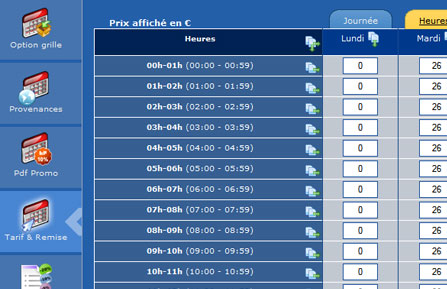 Option grille
Provenances
Pdf Promo
Tarif & Remise
Prix affiché en €
Journée
Heures
Heures
Lundi
Mardi
00h-01h (00:00 - 00:59) 0 26
01h-02h (01:00 - 01:59) 0 26
02h-03h (02:00 - 02:59) 0 26
03h-04h (03:00 - 03:59) 0 26
04h-05h (04:00 - 04:59) 0 26
05h-06h (05:00 - 05:59) 0 26
06h-07h (06:00 - 06:59) 0 26
07h-08h (07:00 - 07:59) 0 26
08h-09h (08:00 - 08:59) 0 26
09h-10h (09:00 - 09:59) 0 26
10h-11h (10:00 - 10:59) 0 26